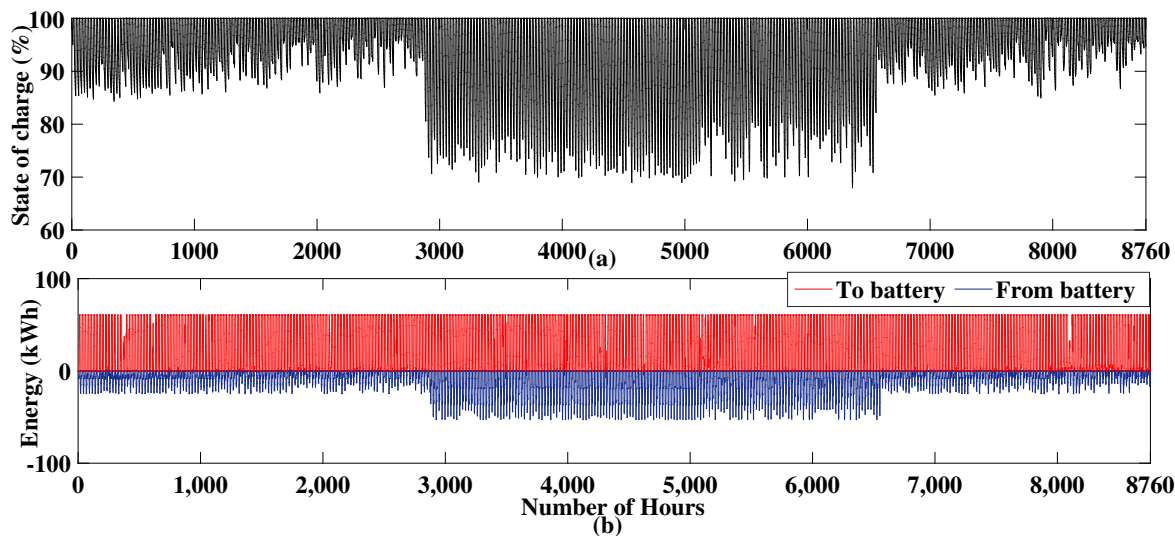 State of charge (%)
100
90
80
70
60
0 1000 2000 3000 4000 5000 6000 7000 8000 8760
(a)
To battery From battery
Energy (kWh)
100
0
-100
0 1,000 2,000 3,000 4,000 5,000 6,000 7,000 8,000 8760
Number of Hours
(b)